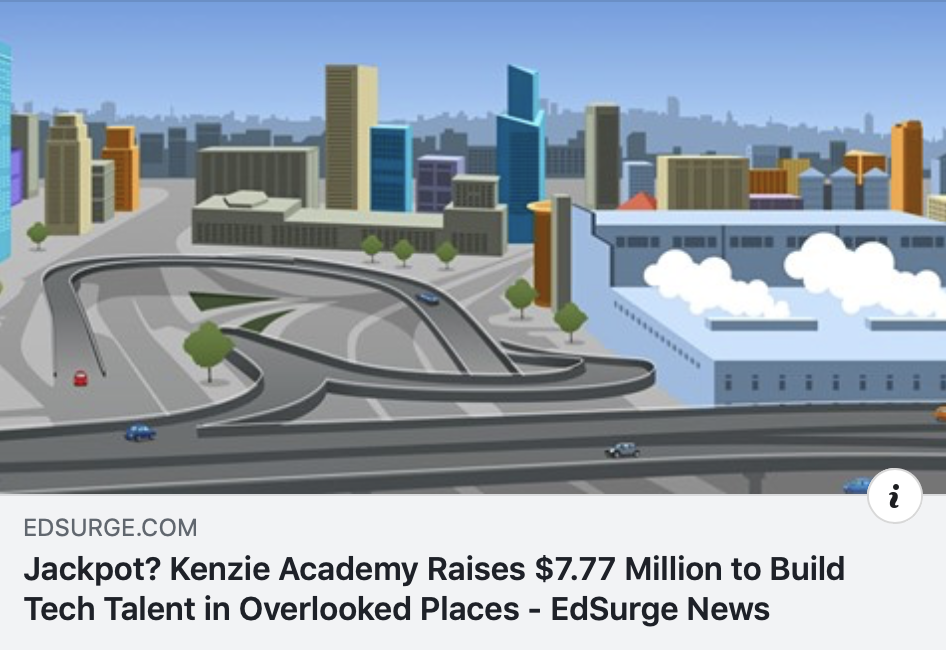 EDSURGE.COM
i
Jackpot? Kenzie Academy Raises $7.77 Million to Build
Tech Talent in Overlooked Places - EdSurge News